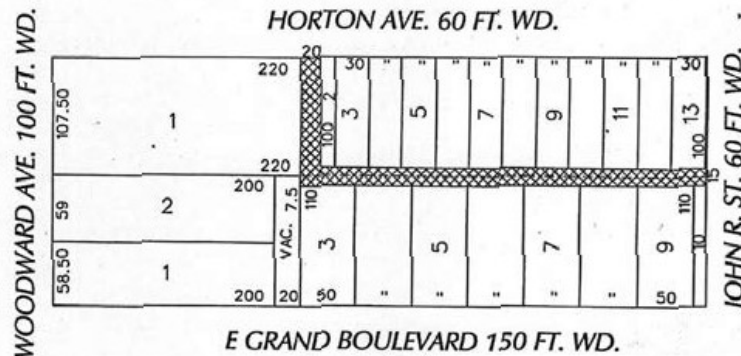 HORTON AVE. 60 FT. WD.
WOODWARD AVE. 100 FT. WD.
JOHN R. ST. 60 FT. WD.
20
220 30 " " " " " " " " " 30
107.50 1 100 2 3 5 7 9 11 13 100
220
15
200 7.5 110 110
59 2
VAC. 3 5 7 9 10
58.50 1
200 20 50 " " " " " 50
E GRAND BOULEVARD 150 FT. WD.